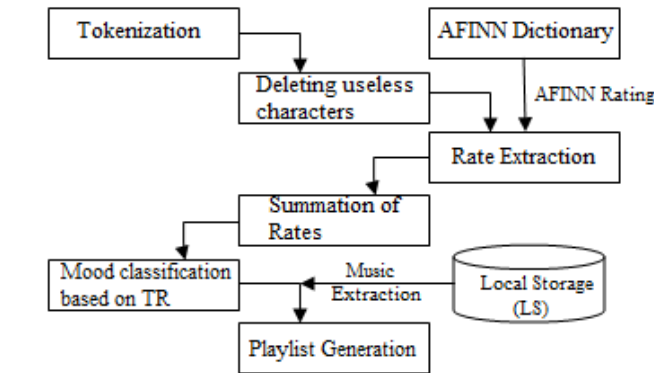 Tokenization
AFINN Dictionary
Deleting useless
characters
AFINN Rating
Rate Extraction
Summation of
Rates
Mood classification
based on TR
Music
Extraction
Local Storage
(LS)
Playlist Generation